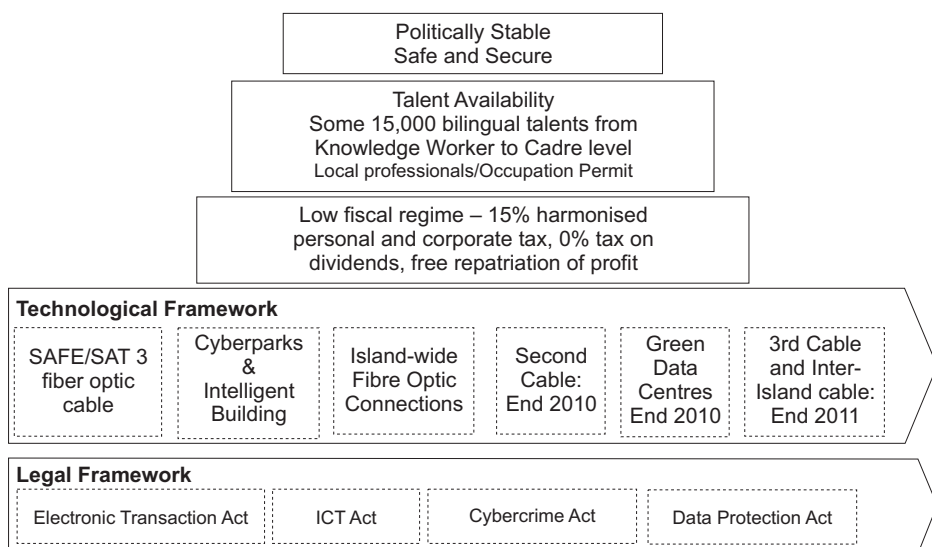 Politically Stable
Safe and Secure
Talent Availability
Some 15,000 bilingual talents from
Knowledge Worker to Cadre level
Local professionals/Occupation Permit
Low fiscal regime – 15% harmonised
personal and corporate tax, 0% tax on
dividends, free repatriation of profit
Technological Framework
SAFE/SAT 3
fiber optic
cable
Cyberparks
&
Intelligent
Building
Island-wide
Fibre Optic
Connections
Second
Cable:
End 2010
Green
Data
Centres
End 2010
3rd Cable
and Inter-
Island cable:
End 2011
Legal Framework
Electronic Transaction Act
ICT Act
Cybercrime Act
Data Protection Act